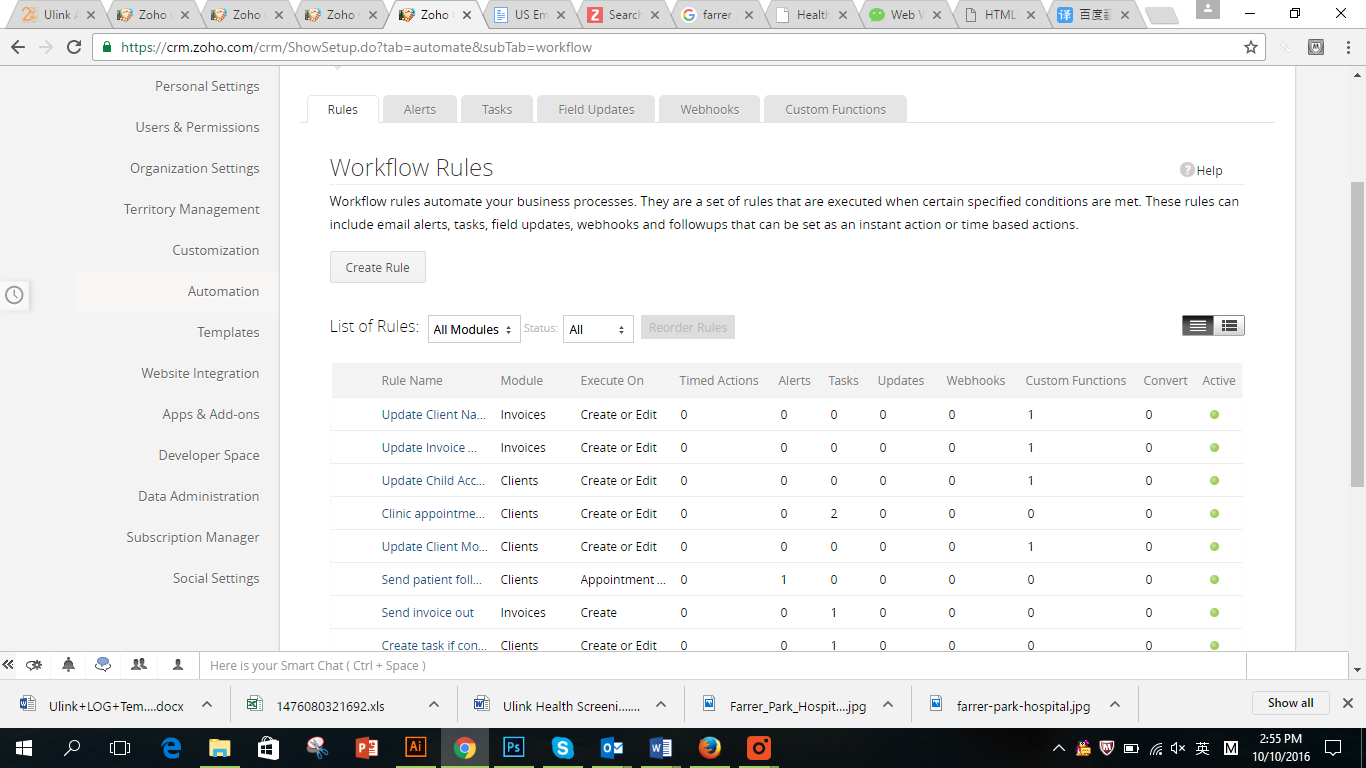 Ulink A
Zoho
Zoho
Zoho
Zoho
US Em
Search
farrer
Health
Web W
HTML
https://crm.zoho.com/crm/ShowSetup.do?tab=automate&subTab=workflow
Personal Settings
Users & Permissions
Organization Settings
Territory Management
Customization
Automation
Templates
Website Integration
Apps & Add-ons
Developer Space
Data Administration
Subscription Manager
Social Settings
Rules Alerts Tasks Field Updates Webhooks Custom Functions
Workflow Rules
Help
Workflow rules automate your business processes. They are a set of rules that are executed when certain specified conditions are met. These rules can
include email alerts, tasks, field updates, webhooks and followups that can be set as an instant action or time based actions.
Create Rule
List of Rules: All Modules Status: All Reorder Rules
Rule Name Module Execute On Timed Actions Alerts Tasks Updates Webhooks Custom Functions Convert Active
Update Client Na... Invoices Create or Edit 0 0 0 0 0 1 0
Update Invoice ... Invoices Create or Edit 0 0 0 0 0 1 0
Update Child Acc... Clients Create or Edit 0 0 0 0 0 1 0
Clinic appointme... Clients Create or Edit 0 0 2 0 0 0 0
Update Client Mo... Clients Create or Edit 0 0 0 0 0 1 0
Send patient foll... Clients Appointment ... 0 1 0 0 0 0 0
Send invoice out Invoices Create 0 0 1 0 0 0 0
Create task if con... Clients Create or Edit 0 0 1 0 0 0 0
Here is your Smart Chat ( Ctrl + Space )
Ulink+LOG+Tem....docx 1476080321692.xls Ulink Health Screeni....... Farrer_Park_Hospit....jpg farrer-park-hospital.jpg Show all
英 M
2:55 PM
10/10/2016